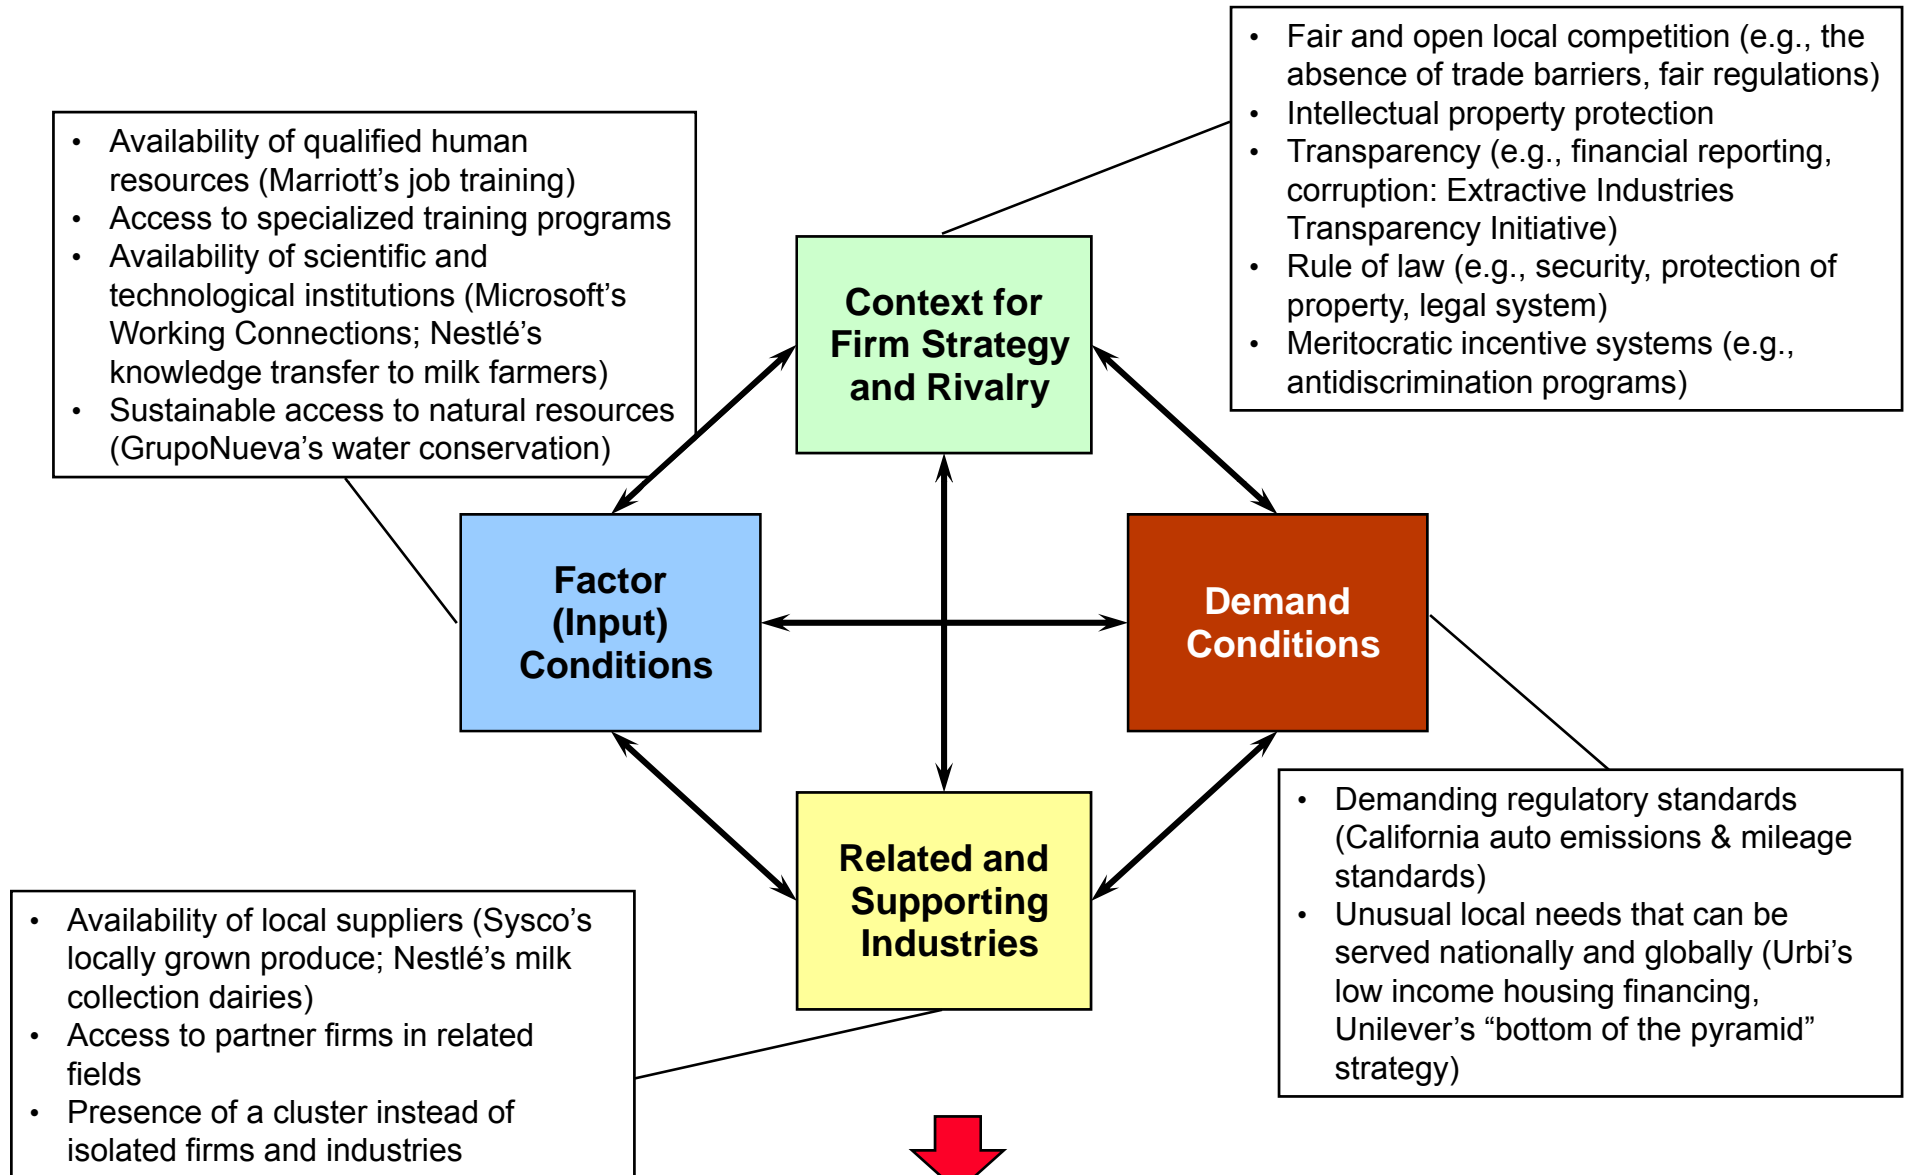 • Fair and open local competition (e.g., the
absence of trade barriers, fair regulations)
• Intellectual property protection
• Transparency (e.g., financial reporting,
corruption: Extractive Industries
Transparency Initiative)
• Rule of law (e.g., security, protection of
property, legal system)
• Meritocratic incentive systems (e.g.,
antidiscrimination programs)
• Availability of qualified human
resources (Marriott’s job training)
• Access to specialized training programs
• Availability of scientific and
technological institutions (Microsoft’s
Working Connections; Nestlé’s
knowledge transfer to milk farmers)
• Sustainable access to natural resources
(GrupoNueva’s water conservation)
Context for
Firm Strategy
and Rivalry
Factor
(Input)
Conditions
Demand
Conditions
Related and
Supporting
Industries
• Demanding regulatory standards
(California auto emissions & mileage
standards)
• Unusual local needs that can be
served nationally and globally (Urbi’s
low income housing financing,
Unilever’s “bottom of the pyramid”
strategy)
• Availability of local suppliers (Sysco’s
locally grown produce; Nestlé’s milk
collection dairies)
• Access to partner firms in related
fields
• Presence of a cluster instead of
isolated firms and industries